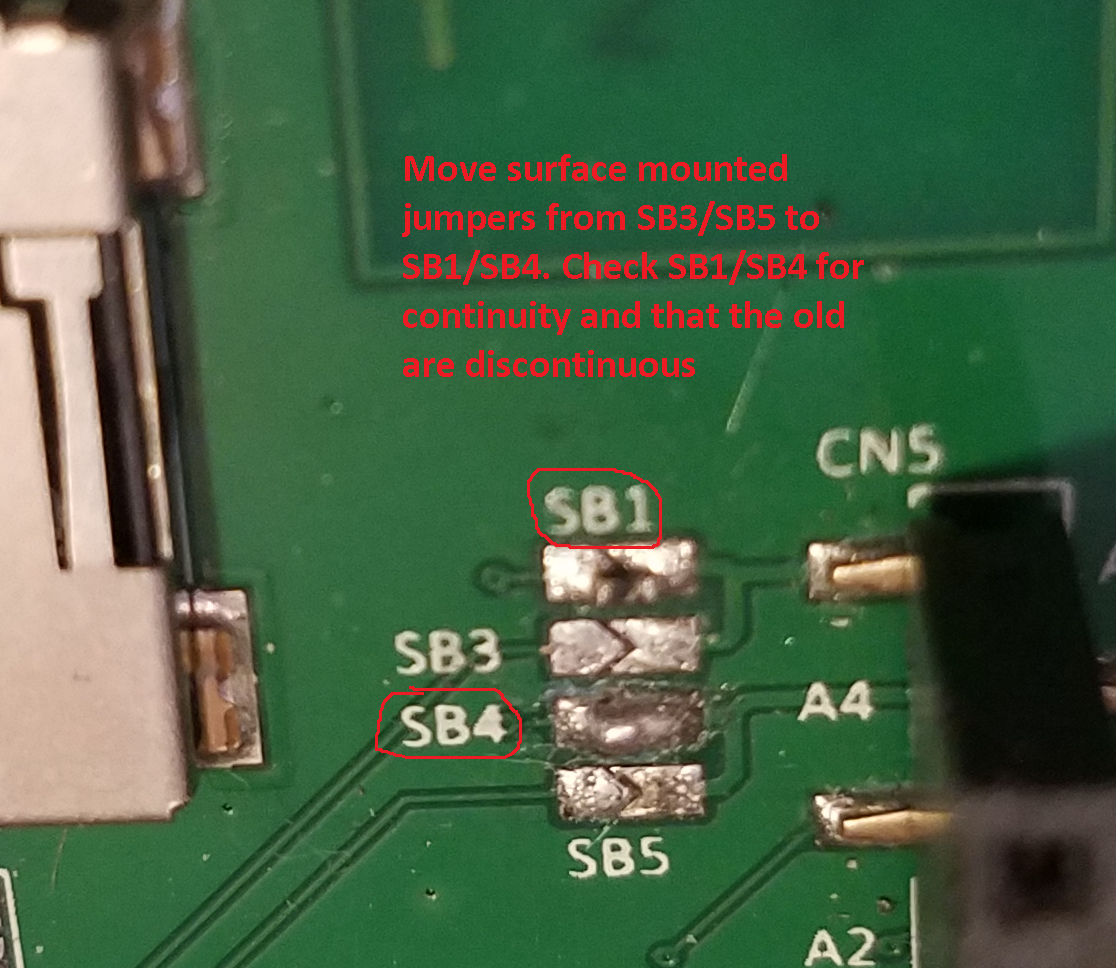 Move surface mounted
jumpers from SB3/SB5 to
SB1/SB4. Check SB1/SB4 for
continuity and that the old
are discontinuous
CN5
SB1
SB3
SB4
A4
SB5
A2